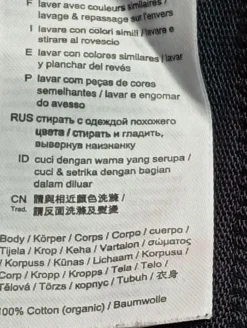 F laver avec couleurs similaires /
lavage & repassage sur l'envers
I lavare con colori simili / lavare e
stirare al rovescio
E lavar con colores similares / lavar
y planchar del revés
P lavar com peças de cores
semelhantes / lavar e engomar
do avesso
RUS стирать с одеждой похожего
цвета / стирать и гладить,
вывернув наизнанку
ID cuci dengan warna yang serupa /
cuci & setrika dengan bagian
dalam diluar
CN 請與相近顏色洗滌 /
Trad. 請反面洗滌及熨燙
Body / Körper / Corps / Corpo / cuerpo /
Tijela / Krop / Keha / Vartalon / σώματος
/ Korpuss / Kūnas / Lichaam / Korpusu /
Corp / Kropp / Kropps / Tela / Telo /
Tělová / Törzs / корпус / Tubuh / 衣身
100% Cotton (organic) / Baumwolle